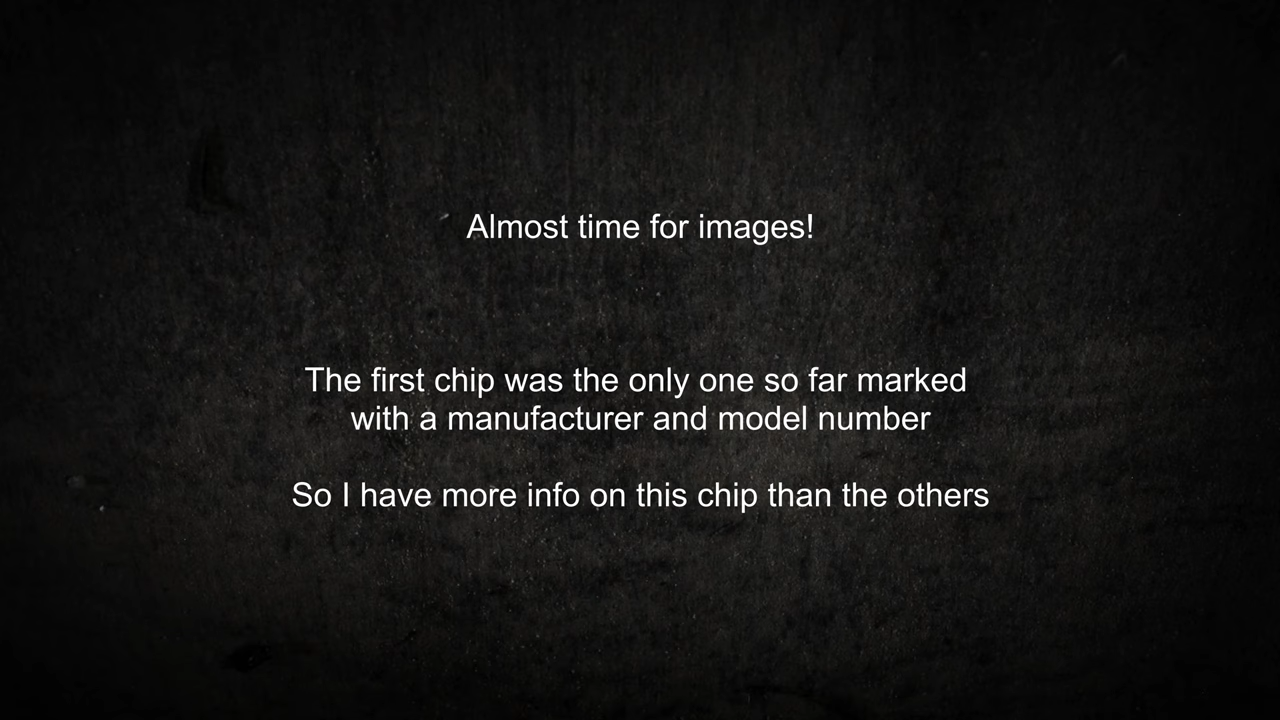 Almost time for images!
The first chip was the only one so far marked
with a manufacturer and model number
So I have more info on this chip than the others